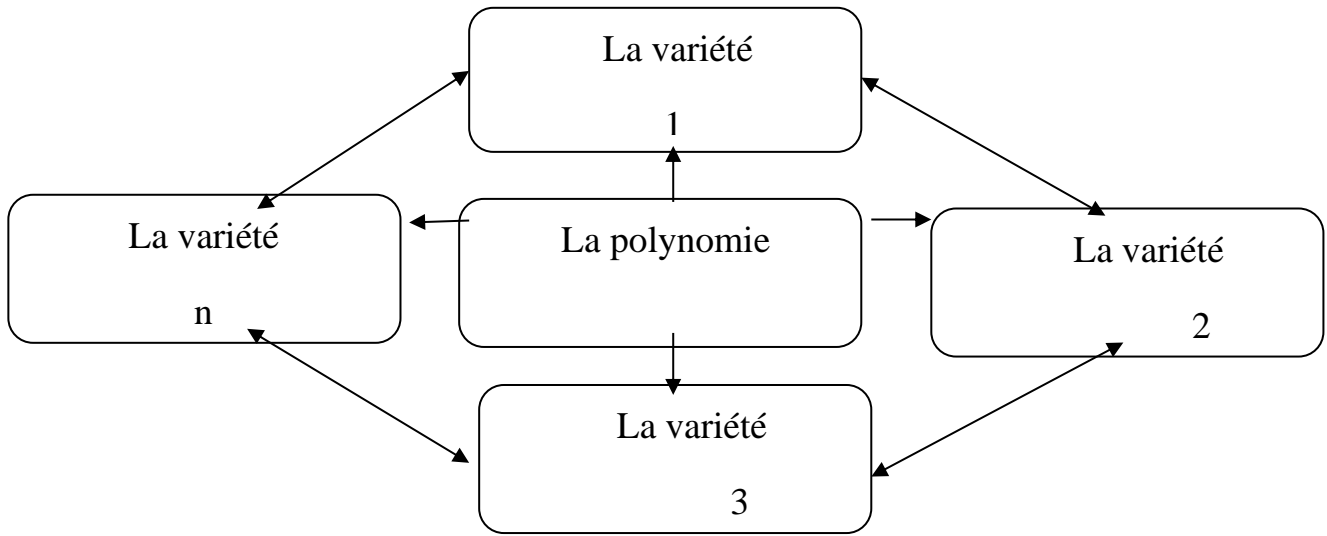 La variété
1
La variété
n
La polynomie
La variété
2
La variété
3